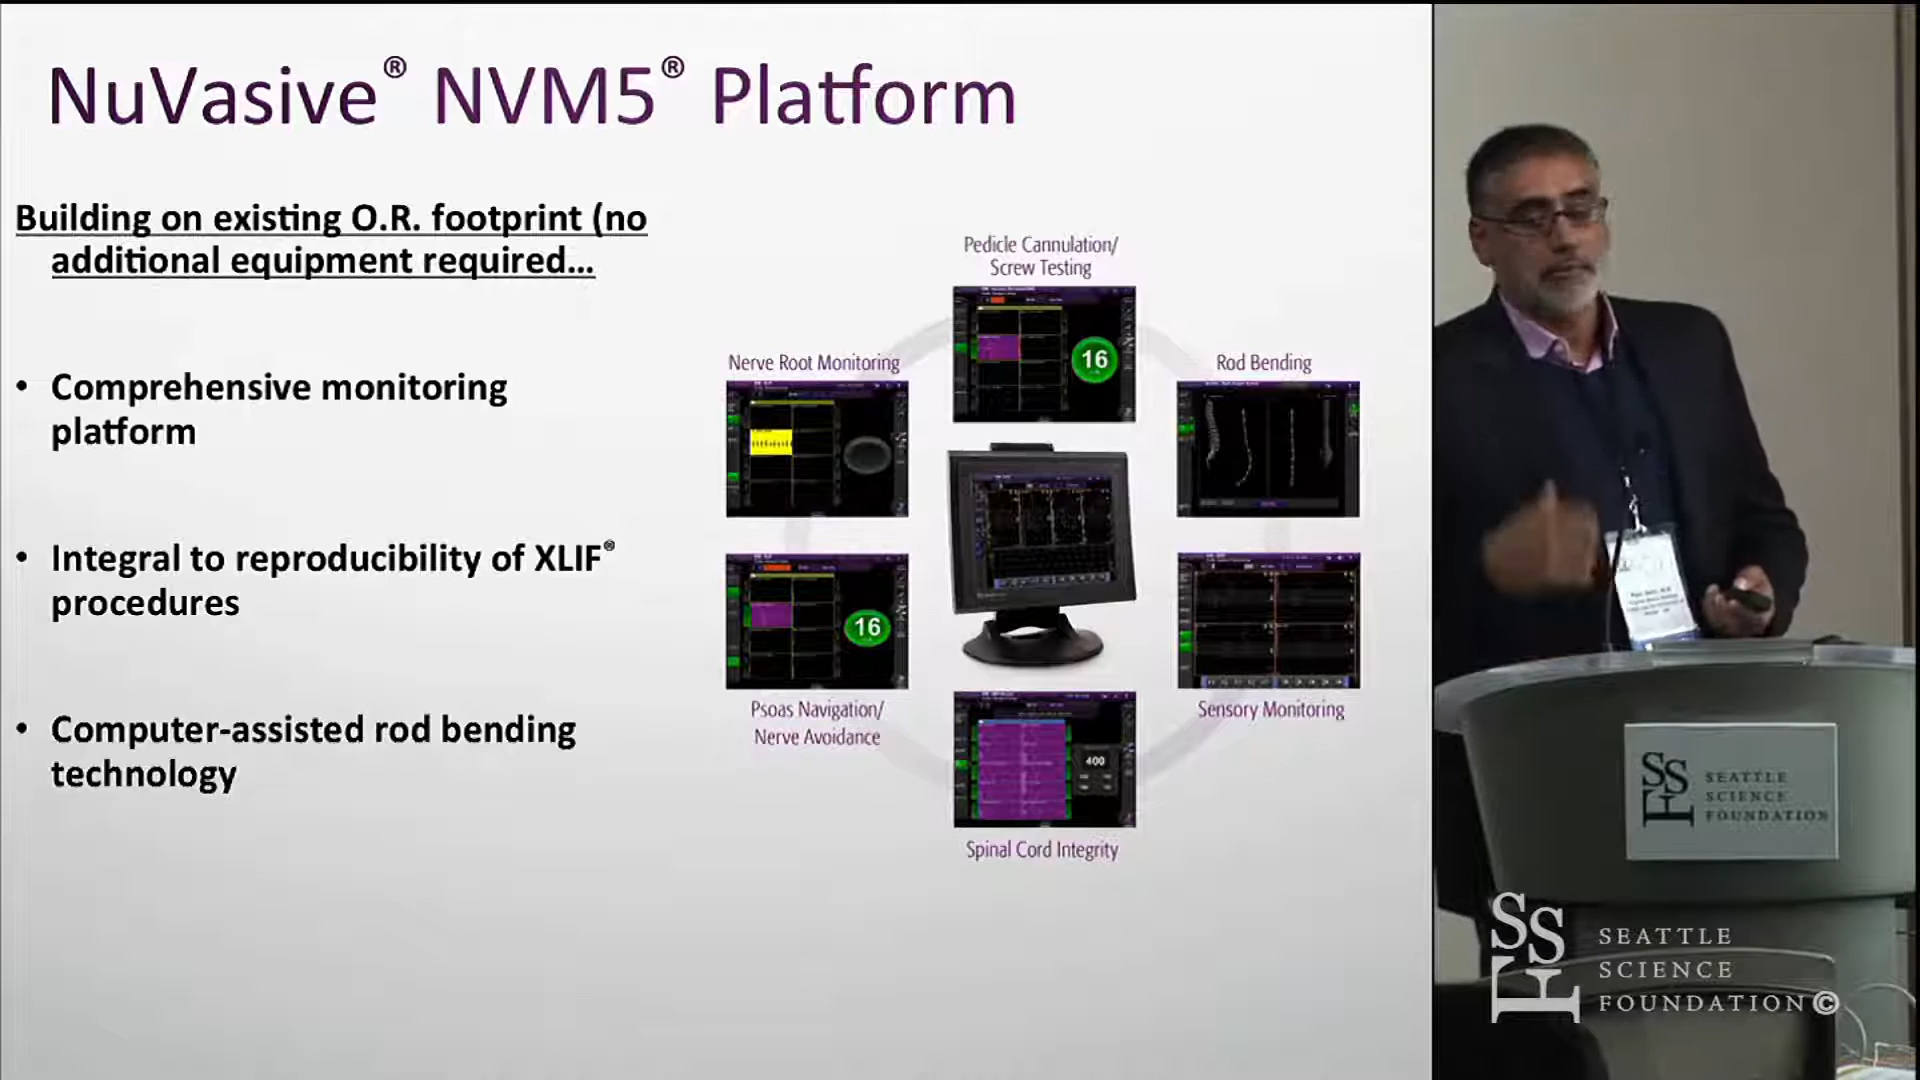 NuVasive® NVM5® Platform
Building on existing O.R. footprint (no
additional equipment required...
• Comprehensive monitoring
platform
• Integral to reproducibility of XLIF®
procedures
• Computer-assisted rod bending
technology
Pedicle Cannulation/
Screw Testing
16
Nerve Root Monitoring
Rod Bending
16
Psoas Navigation/
Nerve Avoidance
Sensory Monitoring
400
Spinal Cord Integrity
SSF
SEATTLE
SCIENCE
FOUNDATION
SSF
SEATTLE
SCIENCE
FOUNDATION©